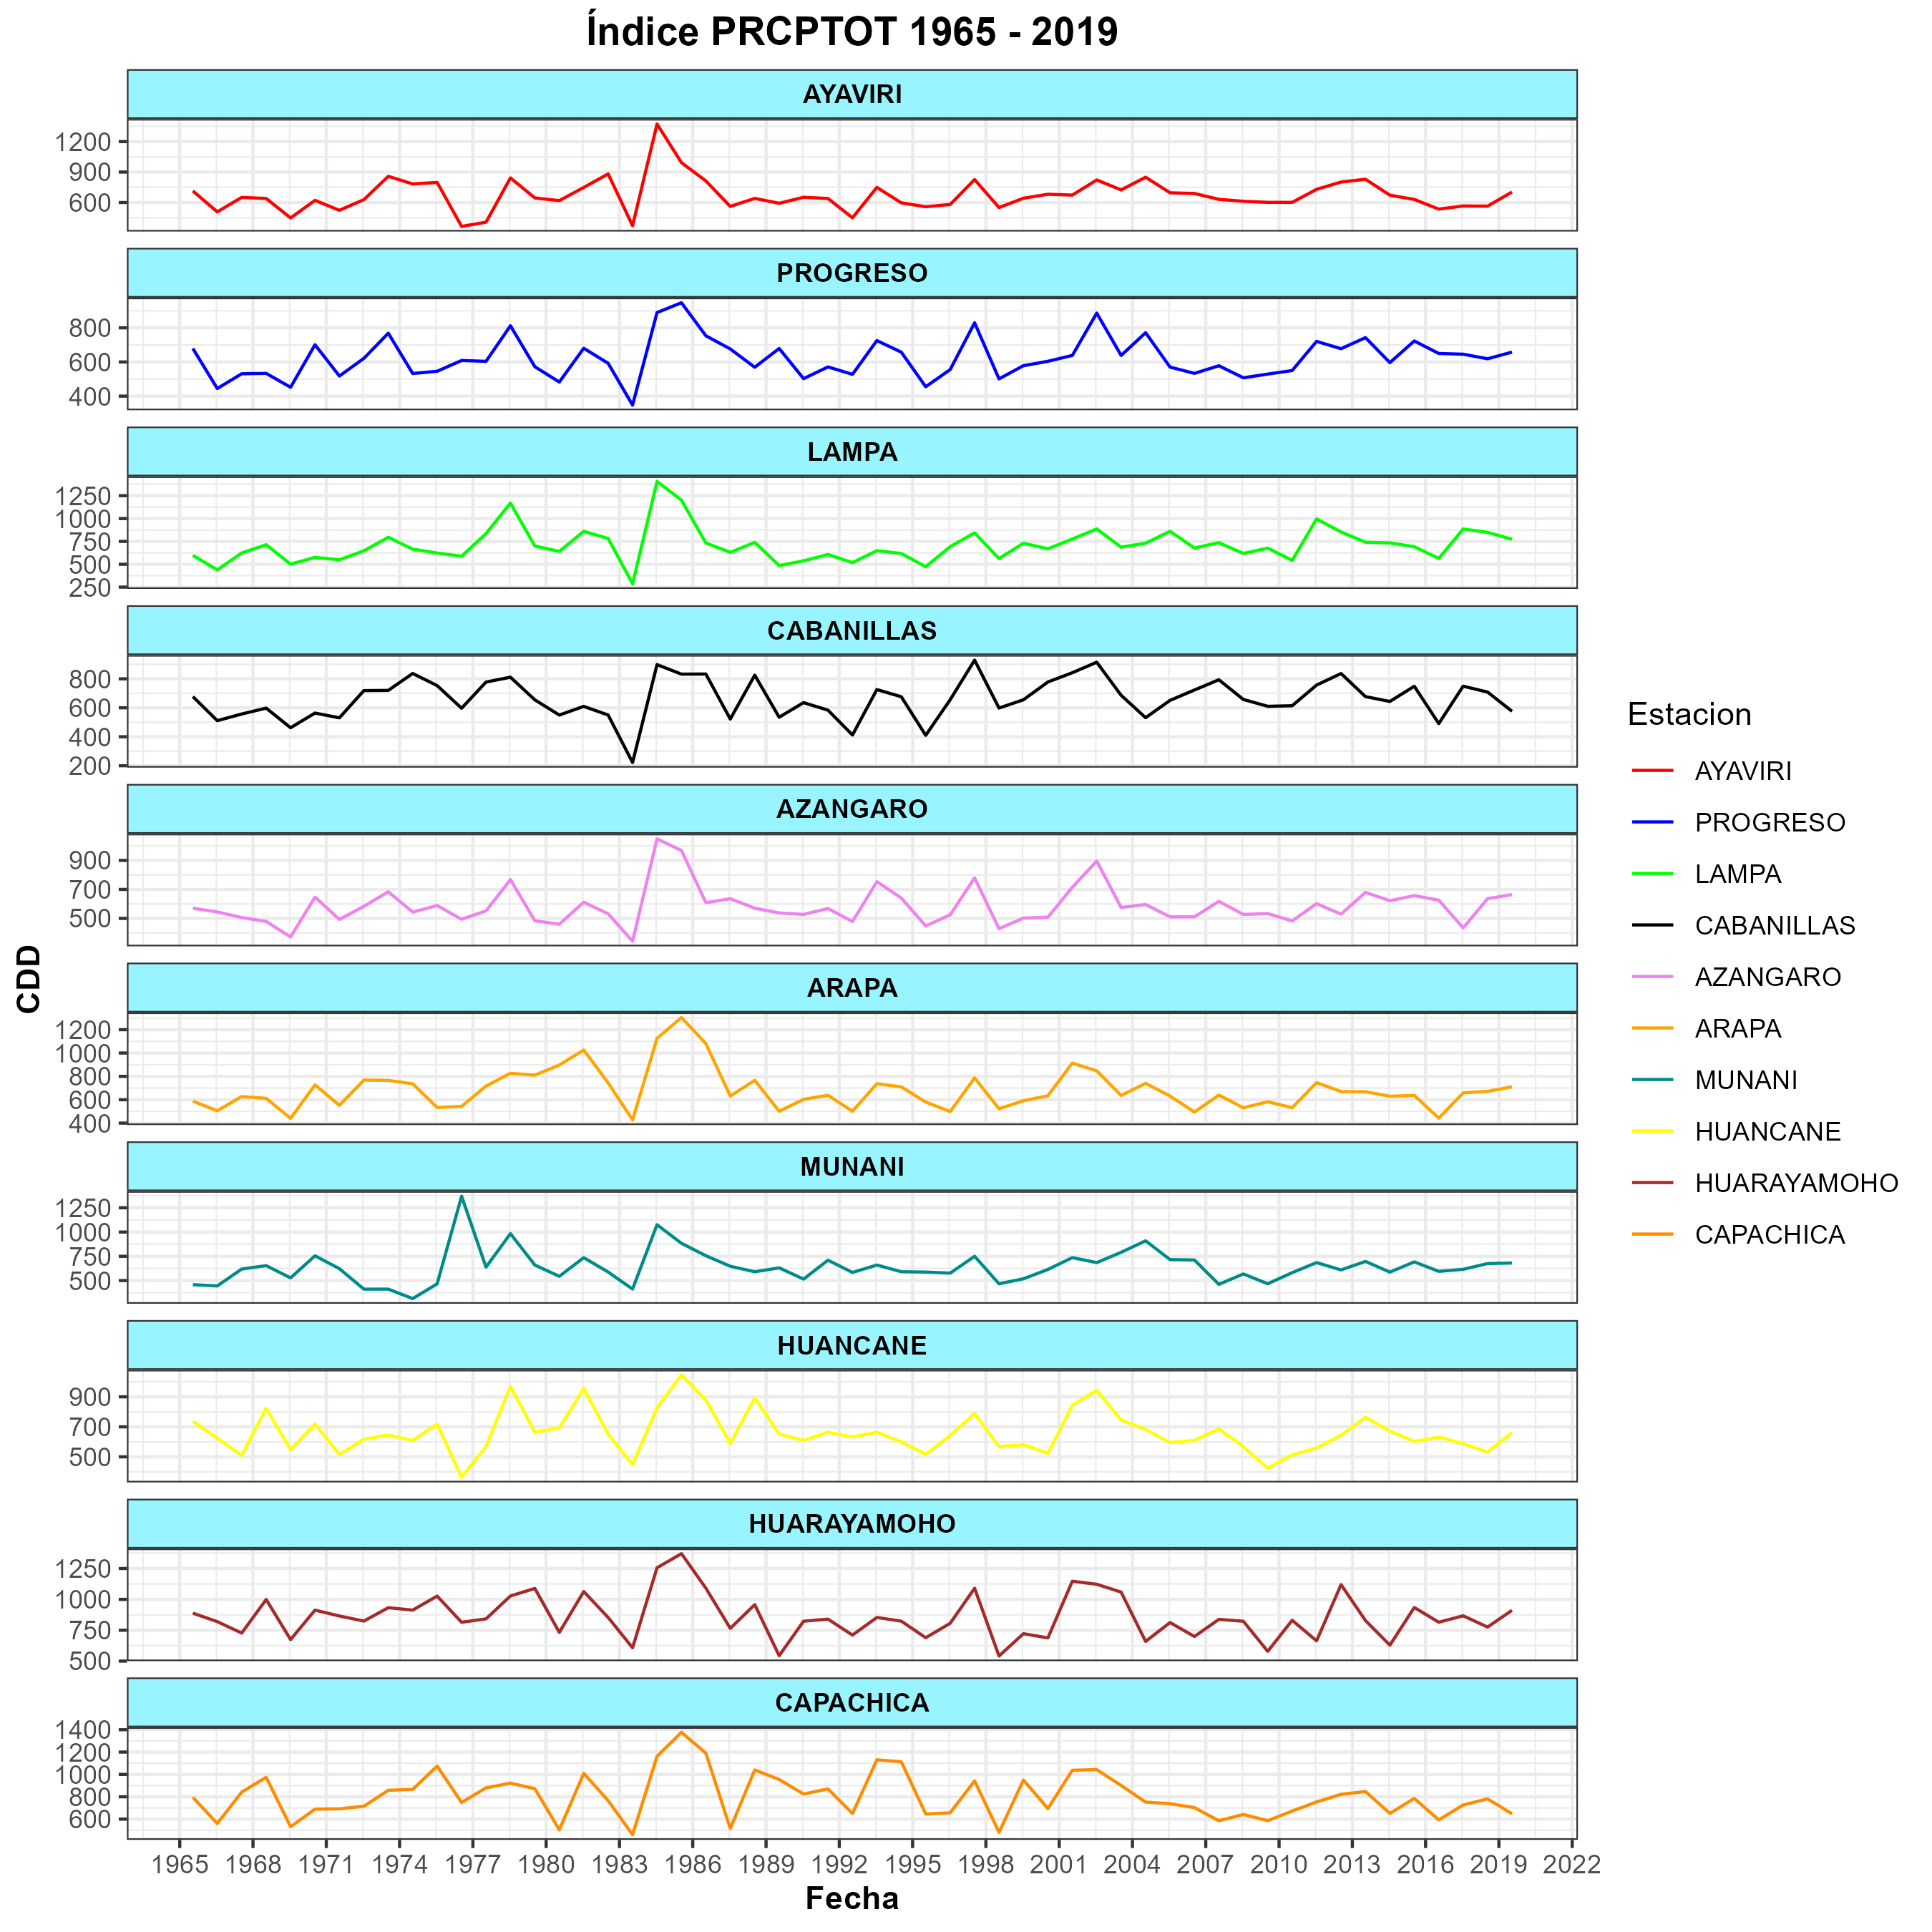 Índice PRCPTOT 1965 - 2019
AYAVIRI
1200
900
600
PROGRESO
800
600
400
LAMPA
1250
1000
750
500
250
CABANILLAS
800
600
400
200
AZANGARO
900
700
500
ARAPA
1200
1000
800
600
400
MUNANI
1250
1000
750
500
HUANCANE
900
700
500
HUARAYAMOHO
1250
1000
750
500
CAPACHICA
1400
1200
1000
800
600
1965 1968 1971 1974 1977 1980 1983 1986 1989 1992 1995 1998 2001 2004 2007 2010 2013 2016 2019 2022
Fecha
CDD
Estacion
AYAVIRI
PROGRESO
LAMPA
CABANILLAS
AZANGARO
ARAPA
MUNANI
HUANCANE
HUARAYAMOHO
CAPACHICA